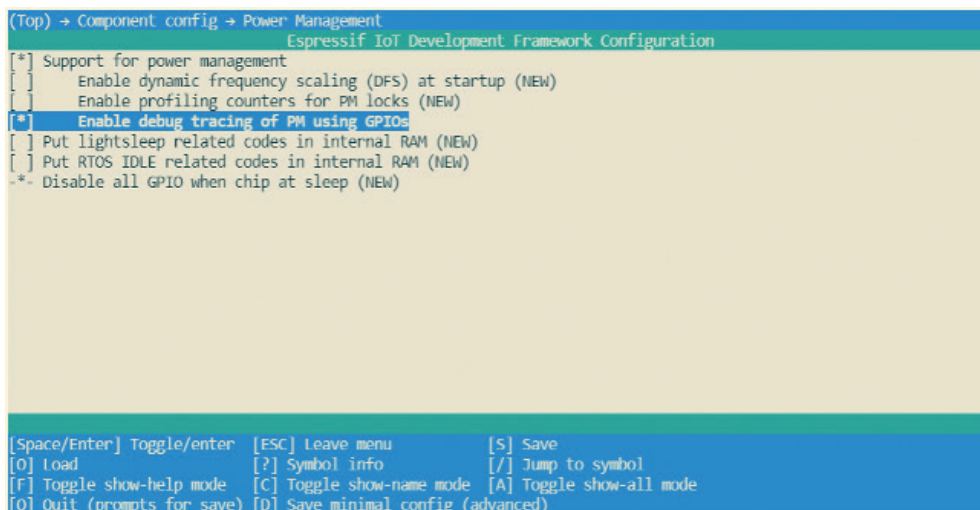 (Top) → Component config → Power Management
Espressif IoT Development Framework Configuration
[*] Support for power management
[ ] Enable dynamic frequency scaling (DFS) at startup (NEW)
[ ] Enable profiling counters for PM locks (NEW)
[*] Enable debug tracing of PM using GPIOs
[ ] Put lightsleep related codes in internal RAM (NEW)
[ ] Put RTOS IDLE related codes in internal RAM (NEW)
-*- Disable all GPIO when chip at sleep (NEW)
[Space/Enter] Toggle/enter [ESC] Leave menu [S] Save
[O] Load [?] Symbol info [/] Jump to symbol
[F] Toggle show-help mode [C] Toggle show-name mode [A] Toggle show-all mode
[Q] Quit (prompts for save) [D] Save minimal config (advanced)